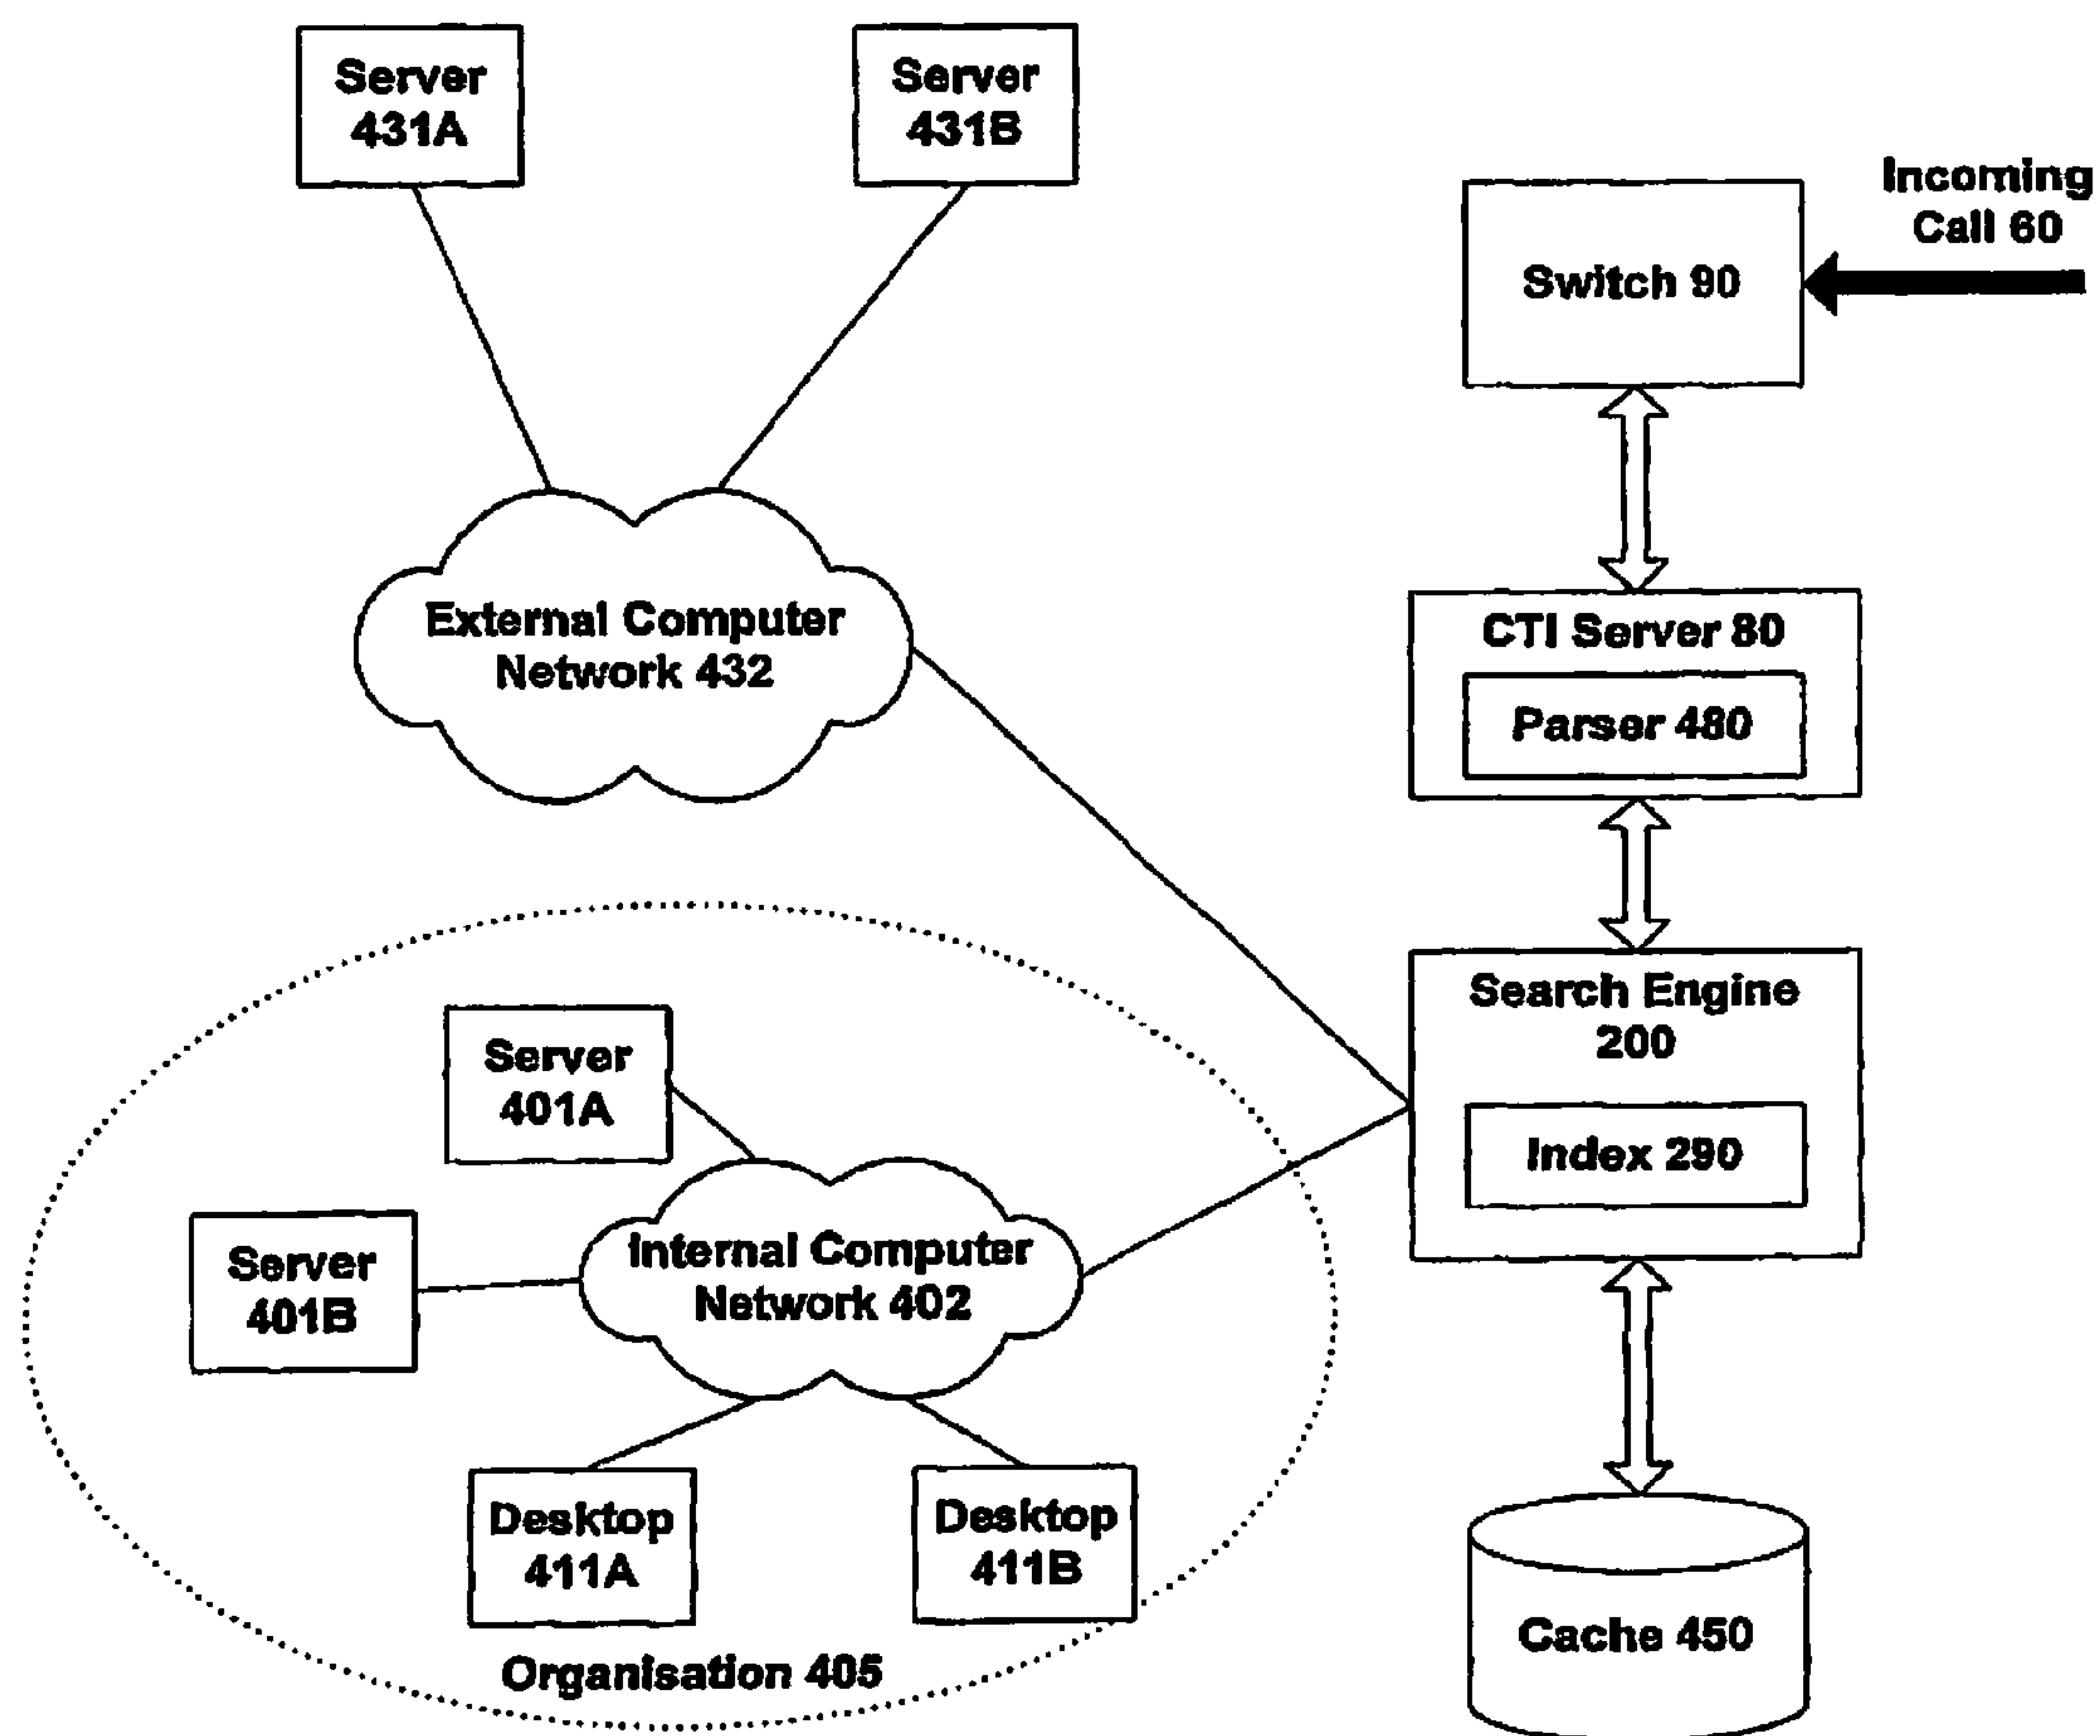 Server
431A
Server
431B
Incoming
Call 60
Switch 90
External Computer
Network 432
CTI Server 80
Parser 480
Search Engine
200
Index 290
Server
401A
Server
401B
Internal Computer
Network 402
Desktop
411A
Desktop
411B
Organisation 405
Cache 450